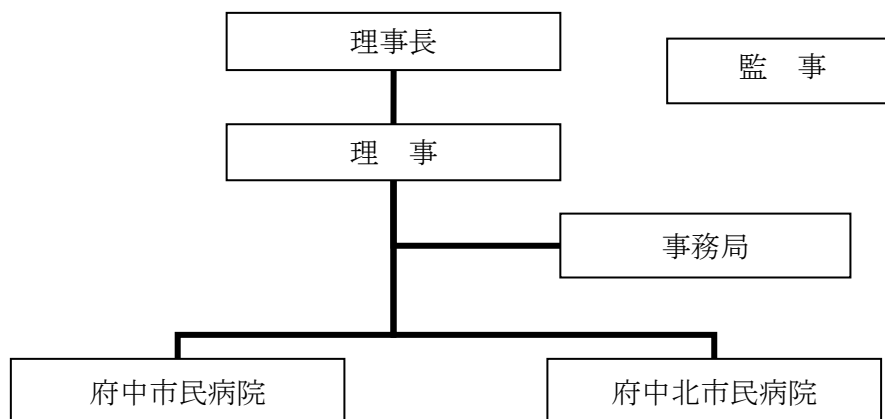 理事長
監　事
理　事
事務局
府中市民病院
府中北市民病院